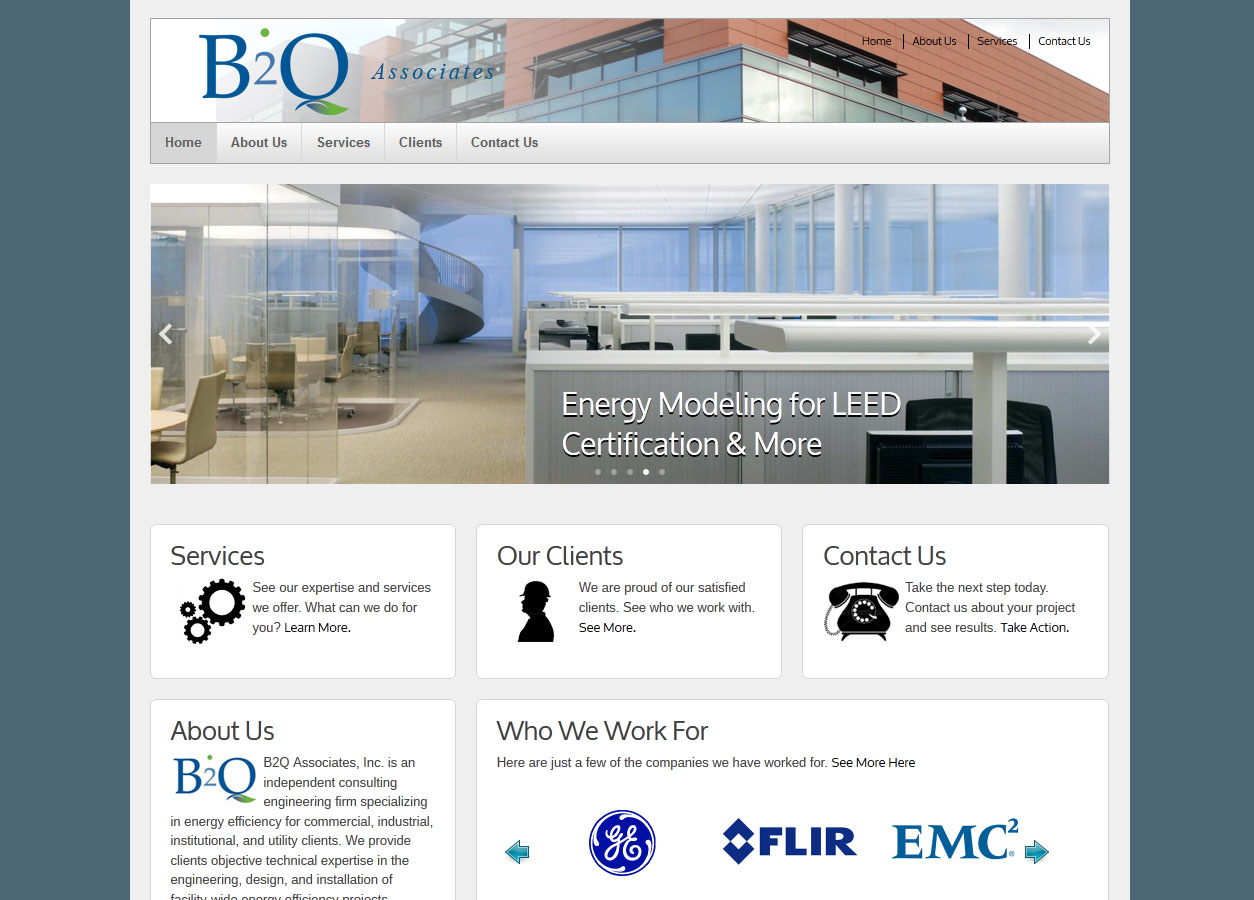 B2Q Associates
Home
About Us
Services
Contact Us
Home
About Us
Services
Clients
Contact Us
Energy Modeling for LEED
Certification & More
Services
See our expertise and services
we offer. What can we do for
you? Learn More.
Our Clients
We are proud of our satisfied
clients. See who we work with.
See More.
Contact Us
Take the next step today.
Contact us about your project
and see results. Take Action.
About Us
B2Q
B2Q Associates, Inc. is an
independent consulting
engineering firm specializing
in energy efficiency for commercial, industrial,
institutional, and utility clients. We provide
clients objective technical expertise in the
engineering, design, and installation of
facility-wide energy efficiency projects
Who We Work For
Here are just a few of the companies we have worked for. See More Here
GE
FLIR
EMC²